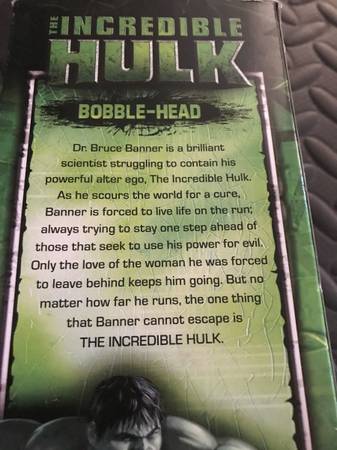 THE INCREDIBLE
HULK
BOBBLE-HEAD
Dr. Bruce Banner is a brilliant
scientist struggling to contain his
powerful alter ego, The Incredible Hulk.
As he scours the world for a cure,
Banner is forced to live life on the run;
always trying to stay one step ahead of
those that seek to use his power for evil.
Only the love of the woman he was forced
to leave behind keeps him going. But no
matter how far he runs, the one thing
that Banner cannot escape is
THE INCREDIBLE HULK.